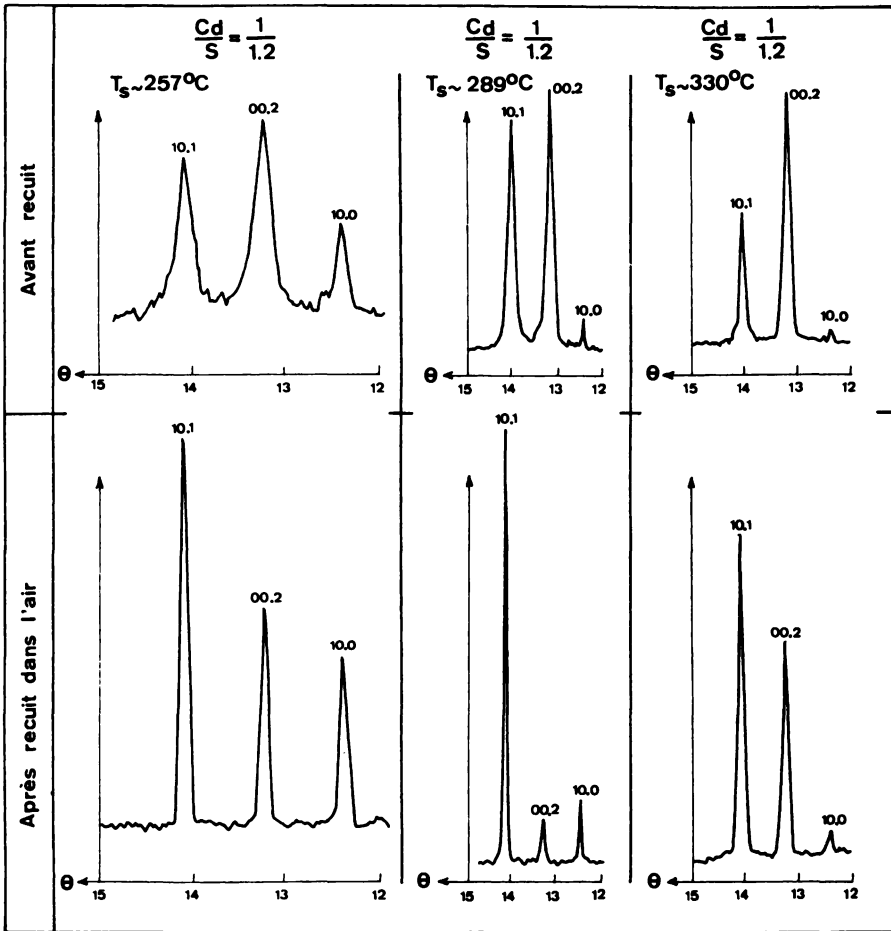 Cd/S = 1/1.2
Cd/S = 1/1.2
Cd/S = 1/1.2
Ts~257°C
Ts~ 289°C
Ts~330°C
Avant recuit
10.1
00.2
10.0
θ
15 14 13 12
10.1
00.2
10.0
θ
15 14 13 12
10.1
00.2
10.0
θ
15 14 13 12
Après recuit dans l'air
10.1
00.2
10.0
θ
15 14 13 12
10.1
00.2
10.0
θ
15 14 13 12
10.1
00.2
10.0
θ
15 14 13 12